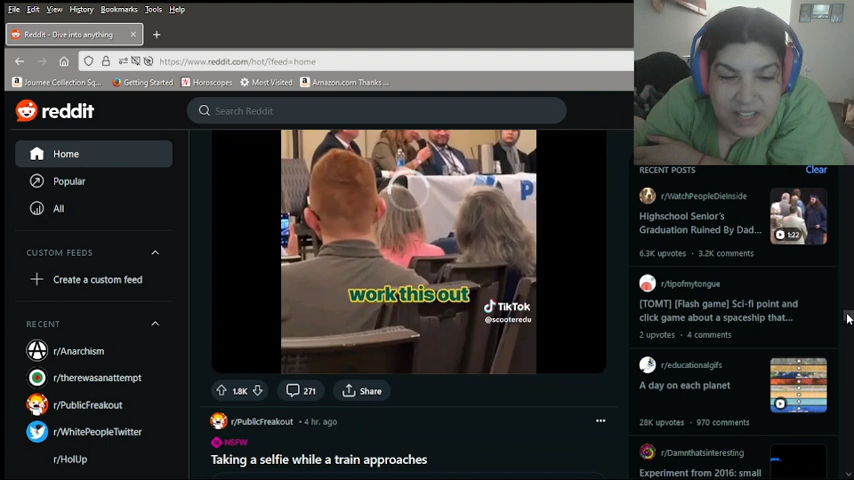 File Edit View History Bookmarks Tools Help
Reddit - Dive into anything
https://www.reddit.com/hot/?feed=home
Journee Collection Sq... Getting Started Horoscopes Most Visited Amazon.com Thanks ...
reddit
Search Reddit
Home
Popular
All
CUSTOM FEEDS
Create a custom feed
RECENT
r/Anarchism
r/therewasanattempt
r/PublicFreakout
r/WhitePeopleTwitter
r/HolUp
P
work this out
TikTok
@scooteredu
1.8K
271
Share
r/PublicFreakout • 4 hr. ago
NSFW
Taking a selfie while a train approaches
RECENT POSTS
Clear
r/WatchPeopleDieInside
Highschool Senior's
Graduation Ruined By Dad...
1:22
6.3K upvotes · 3.2K comments
r/tipofmytongue
[TOMT] [Flash game] Sci-fi point and
click game about a spaceship that...
2 upvotes · 4 comments
r/educationalgifs
A day on each planet
28K upvotes · 970 comments
r/Damnthatsinteresting
Experiment from 2016: small